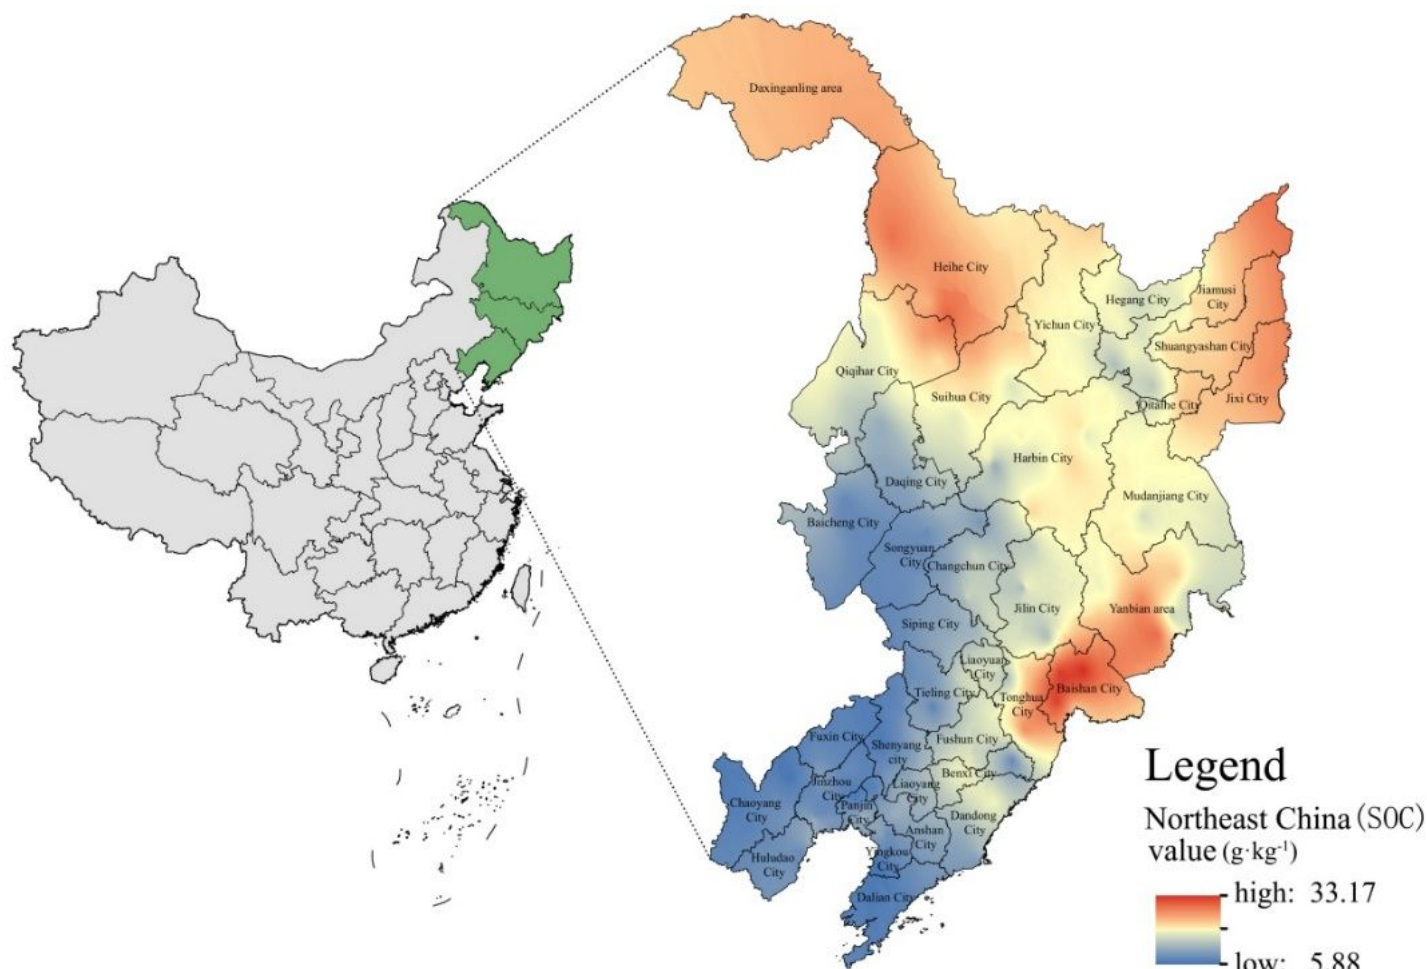 Daxinganling area
Heihe City
Hegang City
Jiamusi
City
Yichun City
Shuangyashan City
Qiqihar City
Suihua City
Qitaihe City
Jixi City
Harbin City
Daqing City
Mudanjiang City
Baicheng City
Songyuan
City
Changchun City
Jilin City
Yanbian area
Siping City
Liaoyuan
City
Tieling City
Tonghua
City
Baishan City
Fuxin City
Shenyang
city
Fushun City
Benxi City
Jinzhou
City
Liaoyang
City
Chaoyang
City
Panjin
City
Dandong
City
Anshan
City
Yingkou
City
Huludao
City
Dalian City
Legend
Northeast China (SOC)
value (g·kg⁻¹)
high: 33.17
low: 5.88